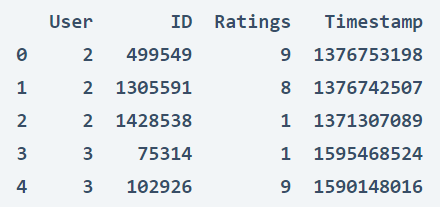 User ID Ratings Timestamp
0 2 499549 9 1376753198
1 2 1305591 8 1376742507
2 2 1428538 1 1371307089
3 3 75314 1 1595468524
4 3 102926 9 1590148016